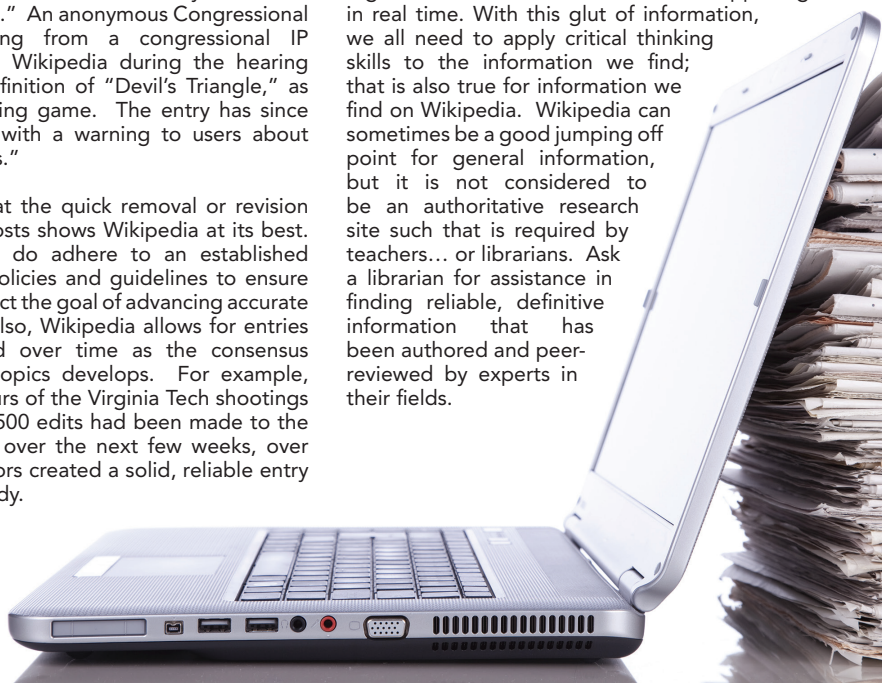 .” An anonymous Congressional
ng from a congressional IP
Wikipedia during the hearing
finition of “Devil’s Triangle,” as
ing game. The entry has since
with a warning to users about
s.”
at the quick removal or revision
osts shows Wikipedia at its best.
do adhere to an established
olicies and guidelines to ensure
ct the goal of advancing accurate
lso, Wikipedia allows for entries
d over time as the consensus
opics develops. For example,
urs of the Virginia Tech shootings
500 edits had been made to the
over the next few weeks, over
ors created a solid, reliable entry
dy.
in real time. With this glut of information,
we all need to apply critical thinking
skills to the information we find;
that is also true for information we
find on Wikipedia. Wikipedia can
sometimes be a good jumping off
point for general information,
but it is not considered to
be an authoritative research
site such that is required by
teachers… or librarians. Ask
a librarian for assistance in
finding reliable, definitive
information that has
been authored and peer-
reviewed by experts in
their fields.